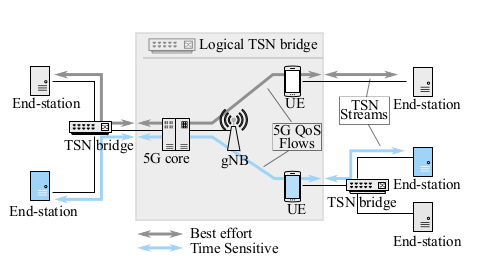 Logical TSN bridge
End-station
UE
End-station
TSN
Streams
TSN bridge
5G core
gNB
5G QoS
Flows
End-station
End-station
UE
TSN bridge
End-station
Best effort
Time Sensitive